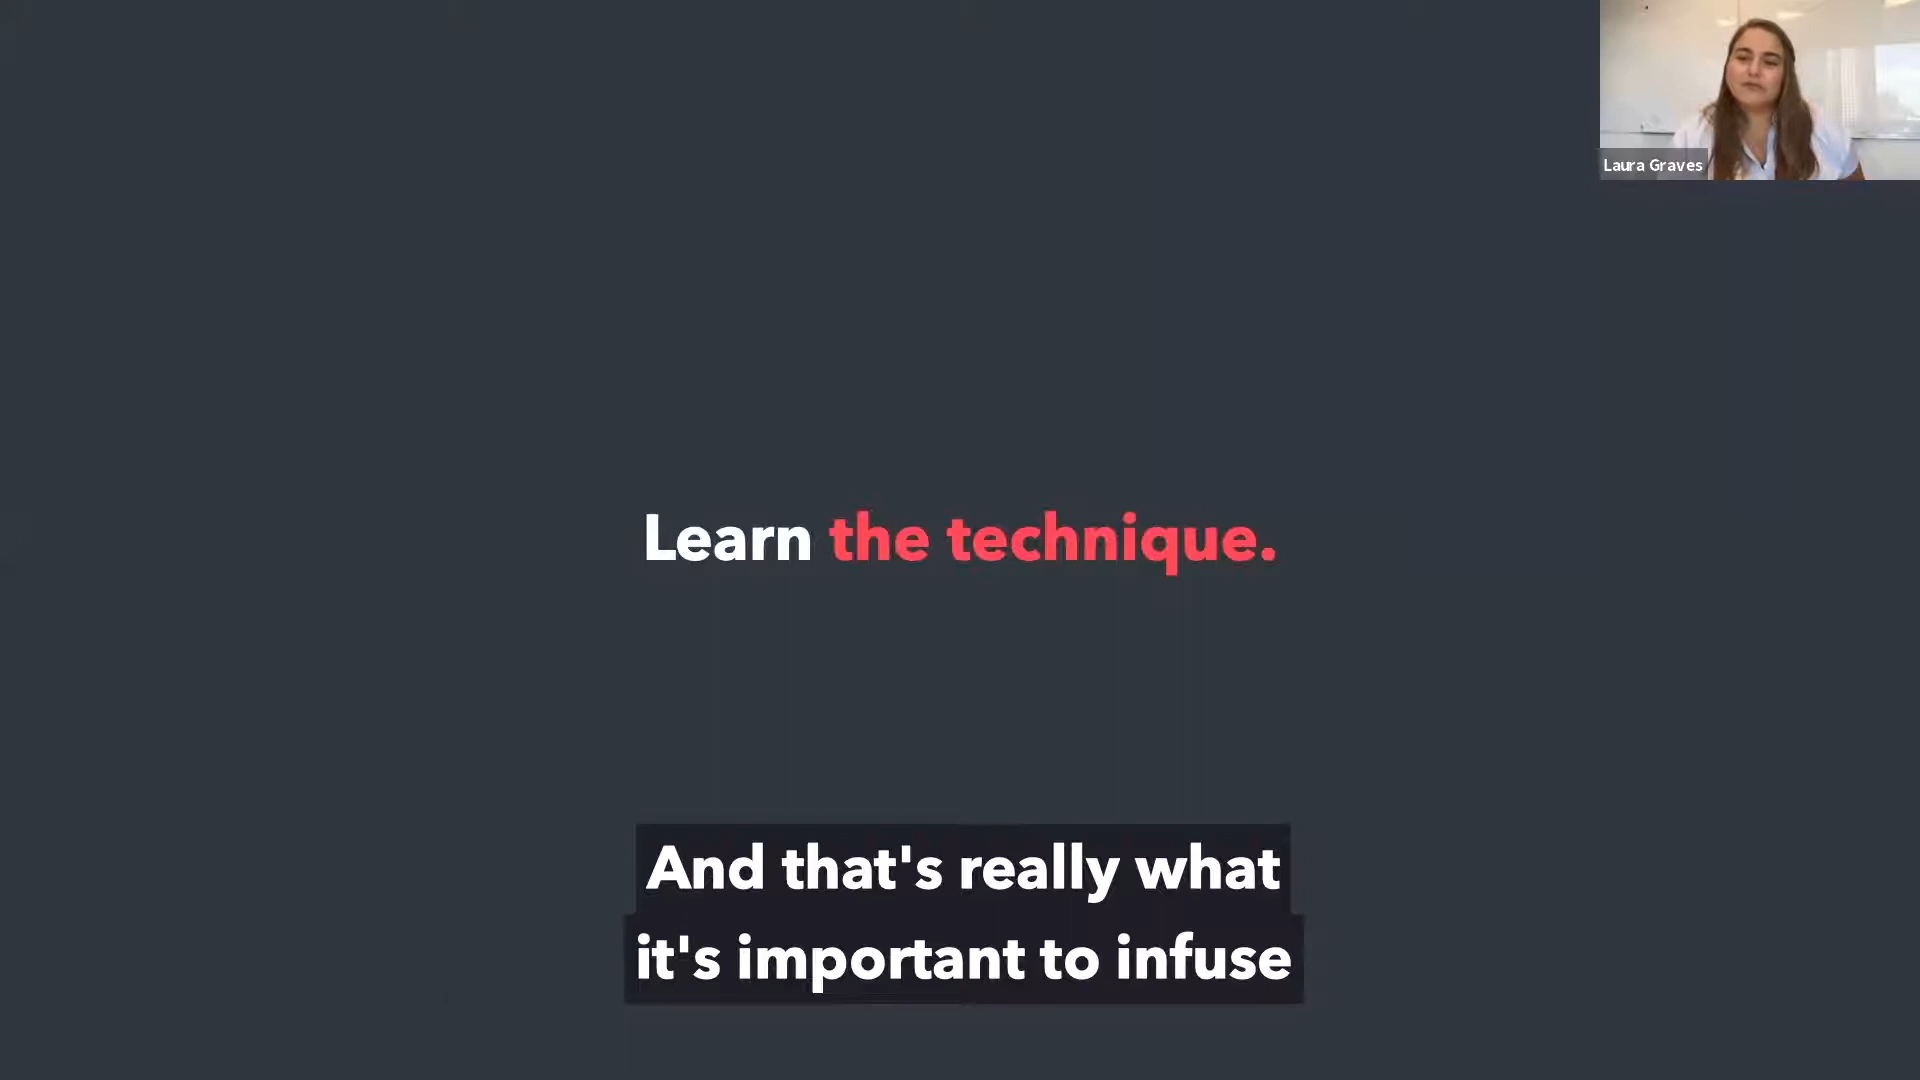 Laura Graves
Learn the technique.
And that's really what
it's important to infuse